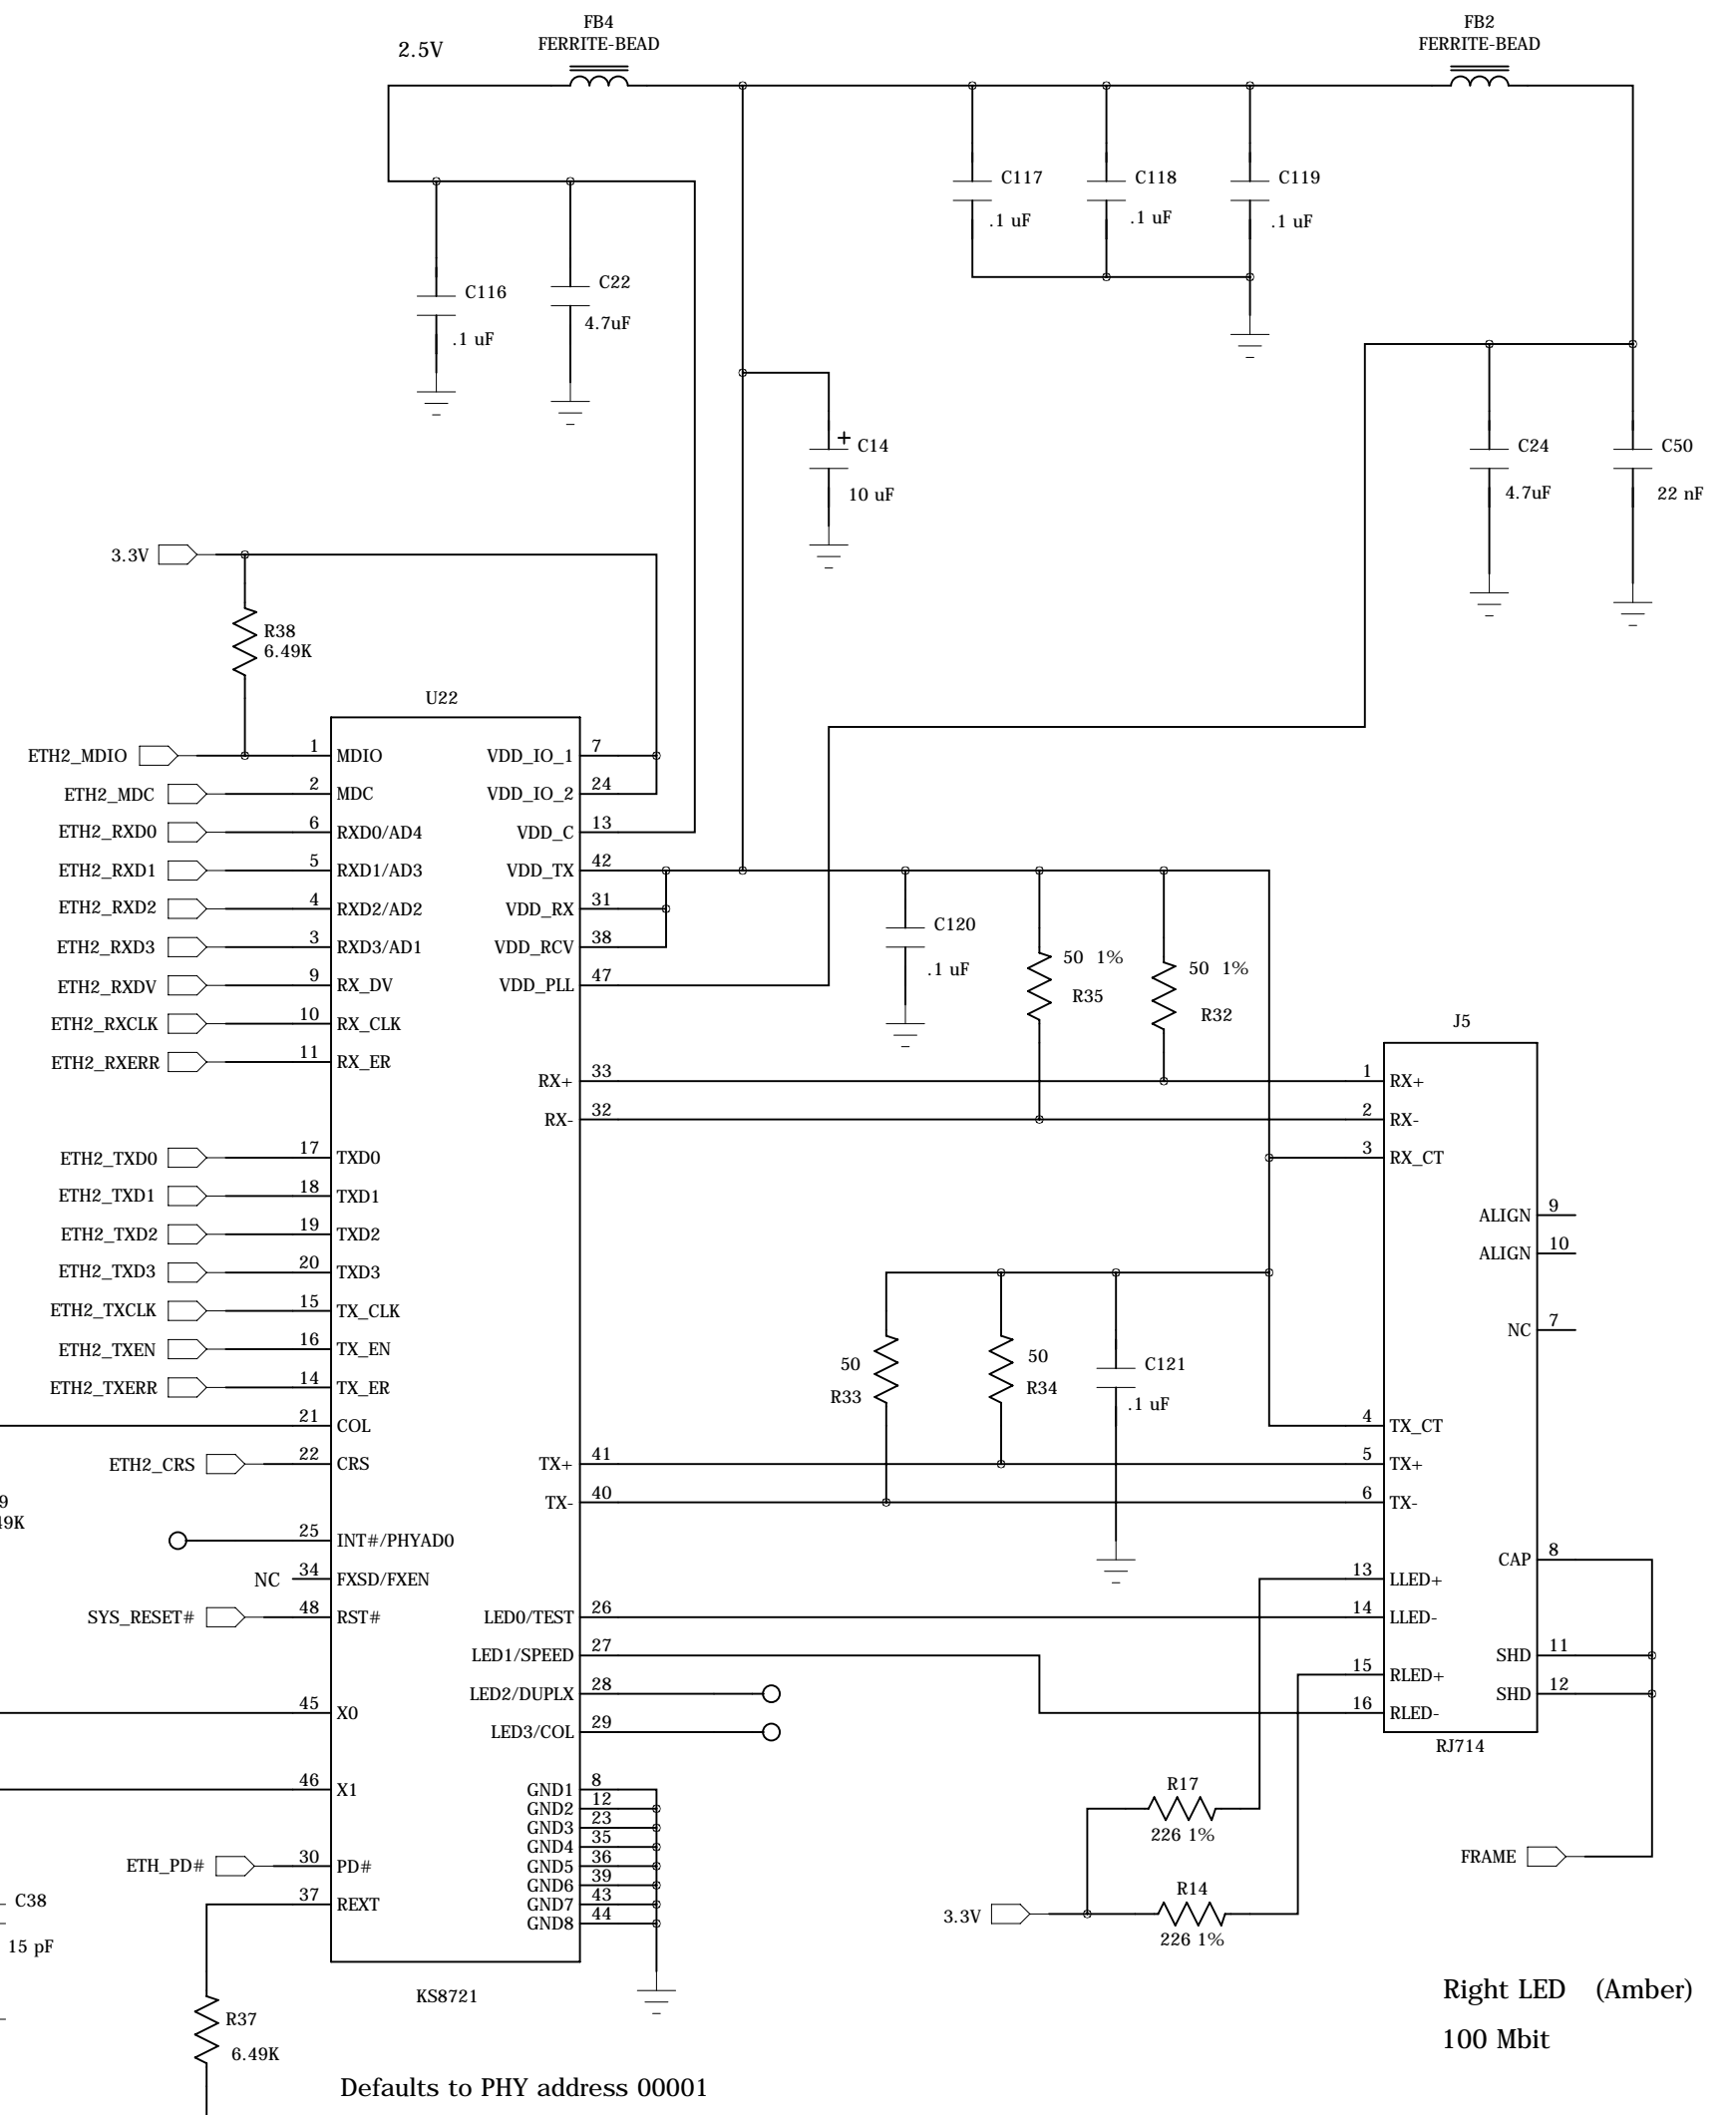 FB4
FERRITE-BEAD
2.5V
FB2
FERRITE-BEAD
C117
.1 uF
C118
.1 uF
C119
.1 uF
C116
.1 uF
C22
4.7uF
C14
+
10 uF
C24
4.7uF
C50
22 nF
3.3V
R38
6.49K
U22
ETH2_MDIO 1 MDIO
ETH2_MDC 2 MDC
ETH2_RXD0 6 RXD0/AD4
ETH2_RXD1 5 RXD1/AD3
ETH2_RXD2 4 RXD2/AD2
ETH2_RXD3 3 RXD3/AD1
ETH2_RXDV 9 RX_DV
ETH2_RXCLK 10 RX_CLK
ETH2_RXERR 11 RX_ER
ETH2_TXD0 17 TXD0
ETH2_TXD1 18 TXD1
ETH2_TXD2 19 TXD2
ETH2_TXD3 20 TXD3
ETH2_TXCLK 15 TX_CLK
ETH2_TXEN 16 TX_EN
ETH2_TXERR 14 TX_ER
21 COL
ETH2_CRS 22 CRS
9
49K
25 INT#/PHYAD0
NC 34 FXSD/FXEN
SYS_RESET# 48 RST#
45 X0
46 X1
ETH_PD# 30 PD#
37 REXT
C38
15 pF
R37
6.49K
VDD_IO_1 7
VDD_IO_2 24
VDD_C 13
VDD_TX 42
VDD_RX 31
VDD_RCV 38
VDD_PLL 47
RX+ 33
RX- 32
TX+ 41
TX- 40
LED0/TEST 26
LED1/SPEED 27
LED2/DUPLX 28
LED3/COL 29
GND1 8
GND2 12
GND3 23
GND4 35
GND5 36
GND6 39
GND7 43
GND8 44
KS8721
C120
.1 uF
50 1%
R35
50 1%
R32
50
R33
50
R34
C121
.1 uF
J5
1 RX+
2 RX-
3 RX_CT
4 TX_CT
5 TX+
6 TX-
13 LLED+
14 LLED-
15 RLED+
16 RLED-
ALIGN 9
ALIGN 10
NC 7
CAP 8
SHD 11
SHD 12
RJ714
R17
226 1%
R14
226 1%
3.3V
FRAME
Right LED (Amber)
100 Mbit
Defaults to PHY address 00001